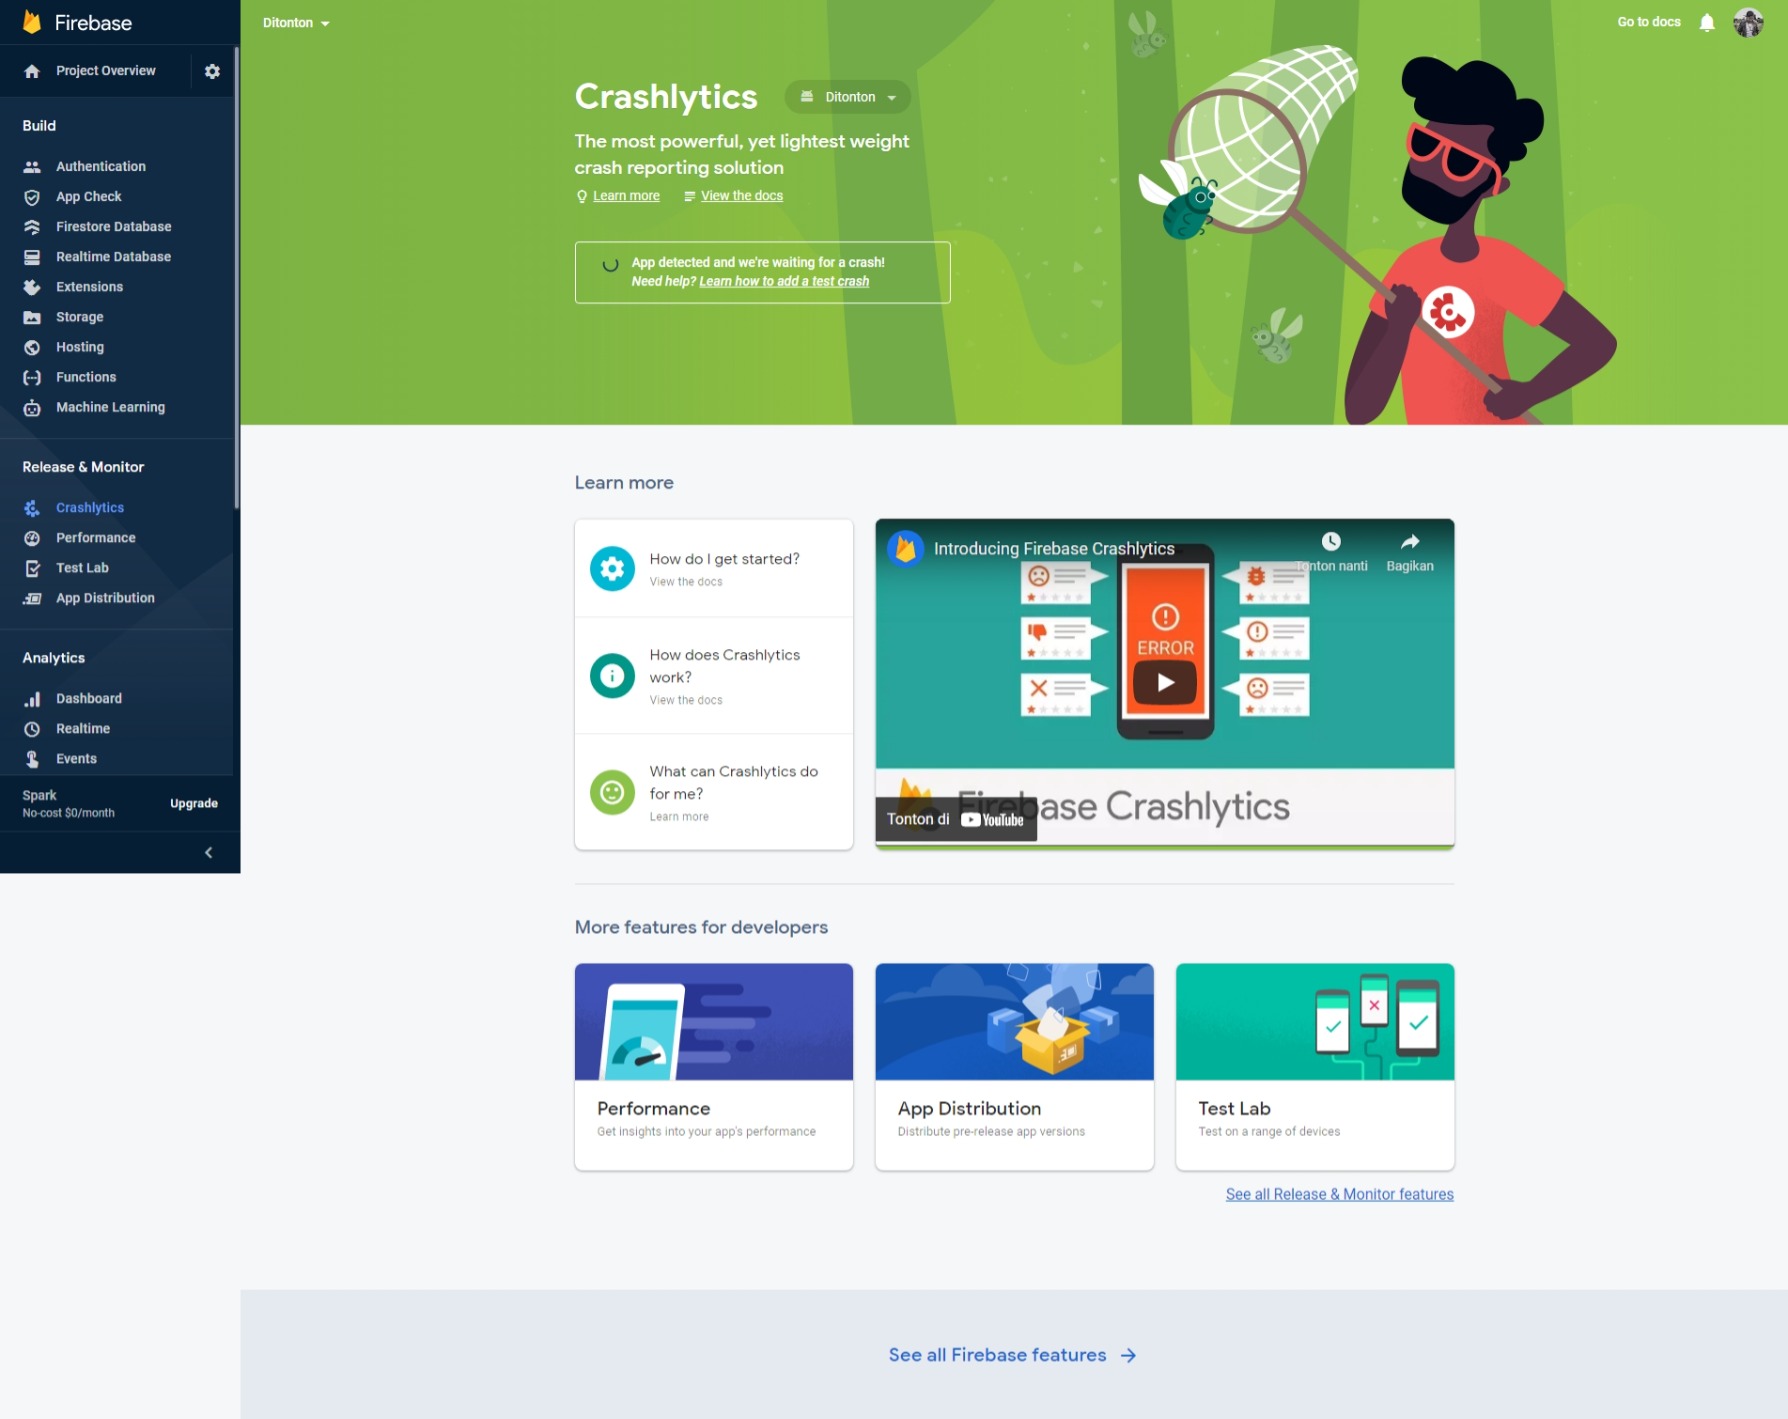 Firebase
Project Overview
Build
Authentication
App Check
Firestore Database
Realtime Database
Extensions
Storage
Hosting
Functions
Machine Learning
Release & Monitor
Crashlytics
Performance
Test Lab
App Distribution
Analytics
Dashboard
Realtime
Events
Spark
No-cost $0/month
Upgrade
Ditonton
Go to docs
Crashlytics
Ditonton
The most powerful, yet lightest weight
crash reporting solution
Learn more
View the docs
App detected and we're waiting for a crash!
Need help? Learn how to add a test crash
Learn more
How do I get started?
View the docs
How does Crashlytics
work?
View the docs
What can Crashlytics do
for me?
Learn more
Introducing Firebase Crashlytics
Tonton nanti
Bagikan
ERROR
Firebase Crashlytics
Tonton di YouTube
More features for developers
Performance
Get insights into your app's performance
App Distribution
Distribute pre-release app versions
Test Lab
Test on a range of devices
See all Release & Monitor features
See all Firebase features